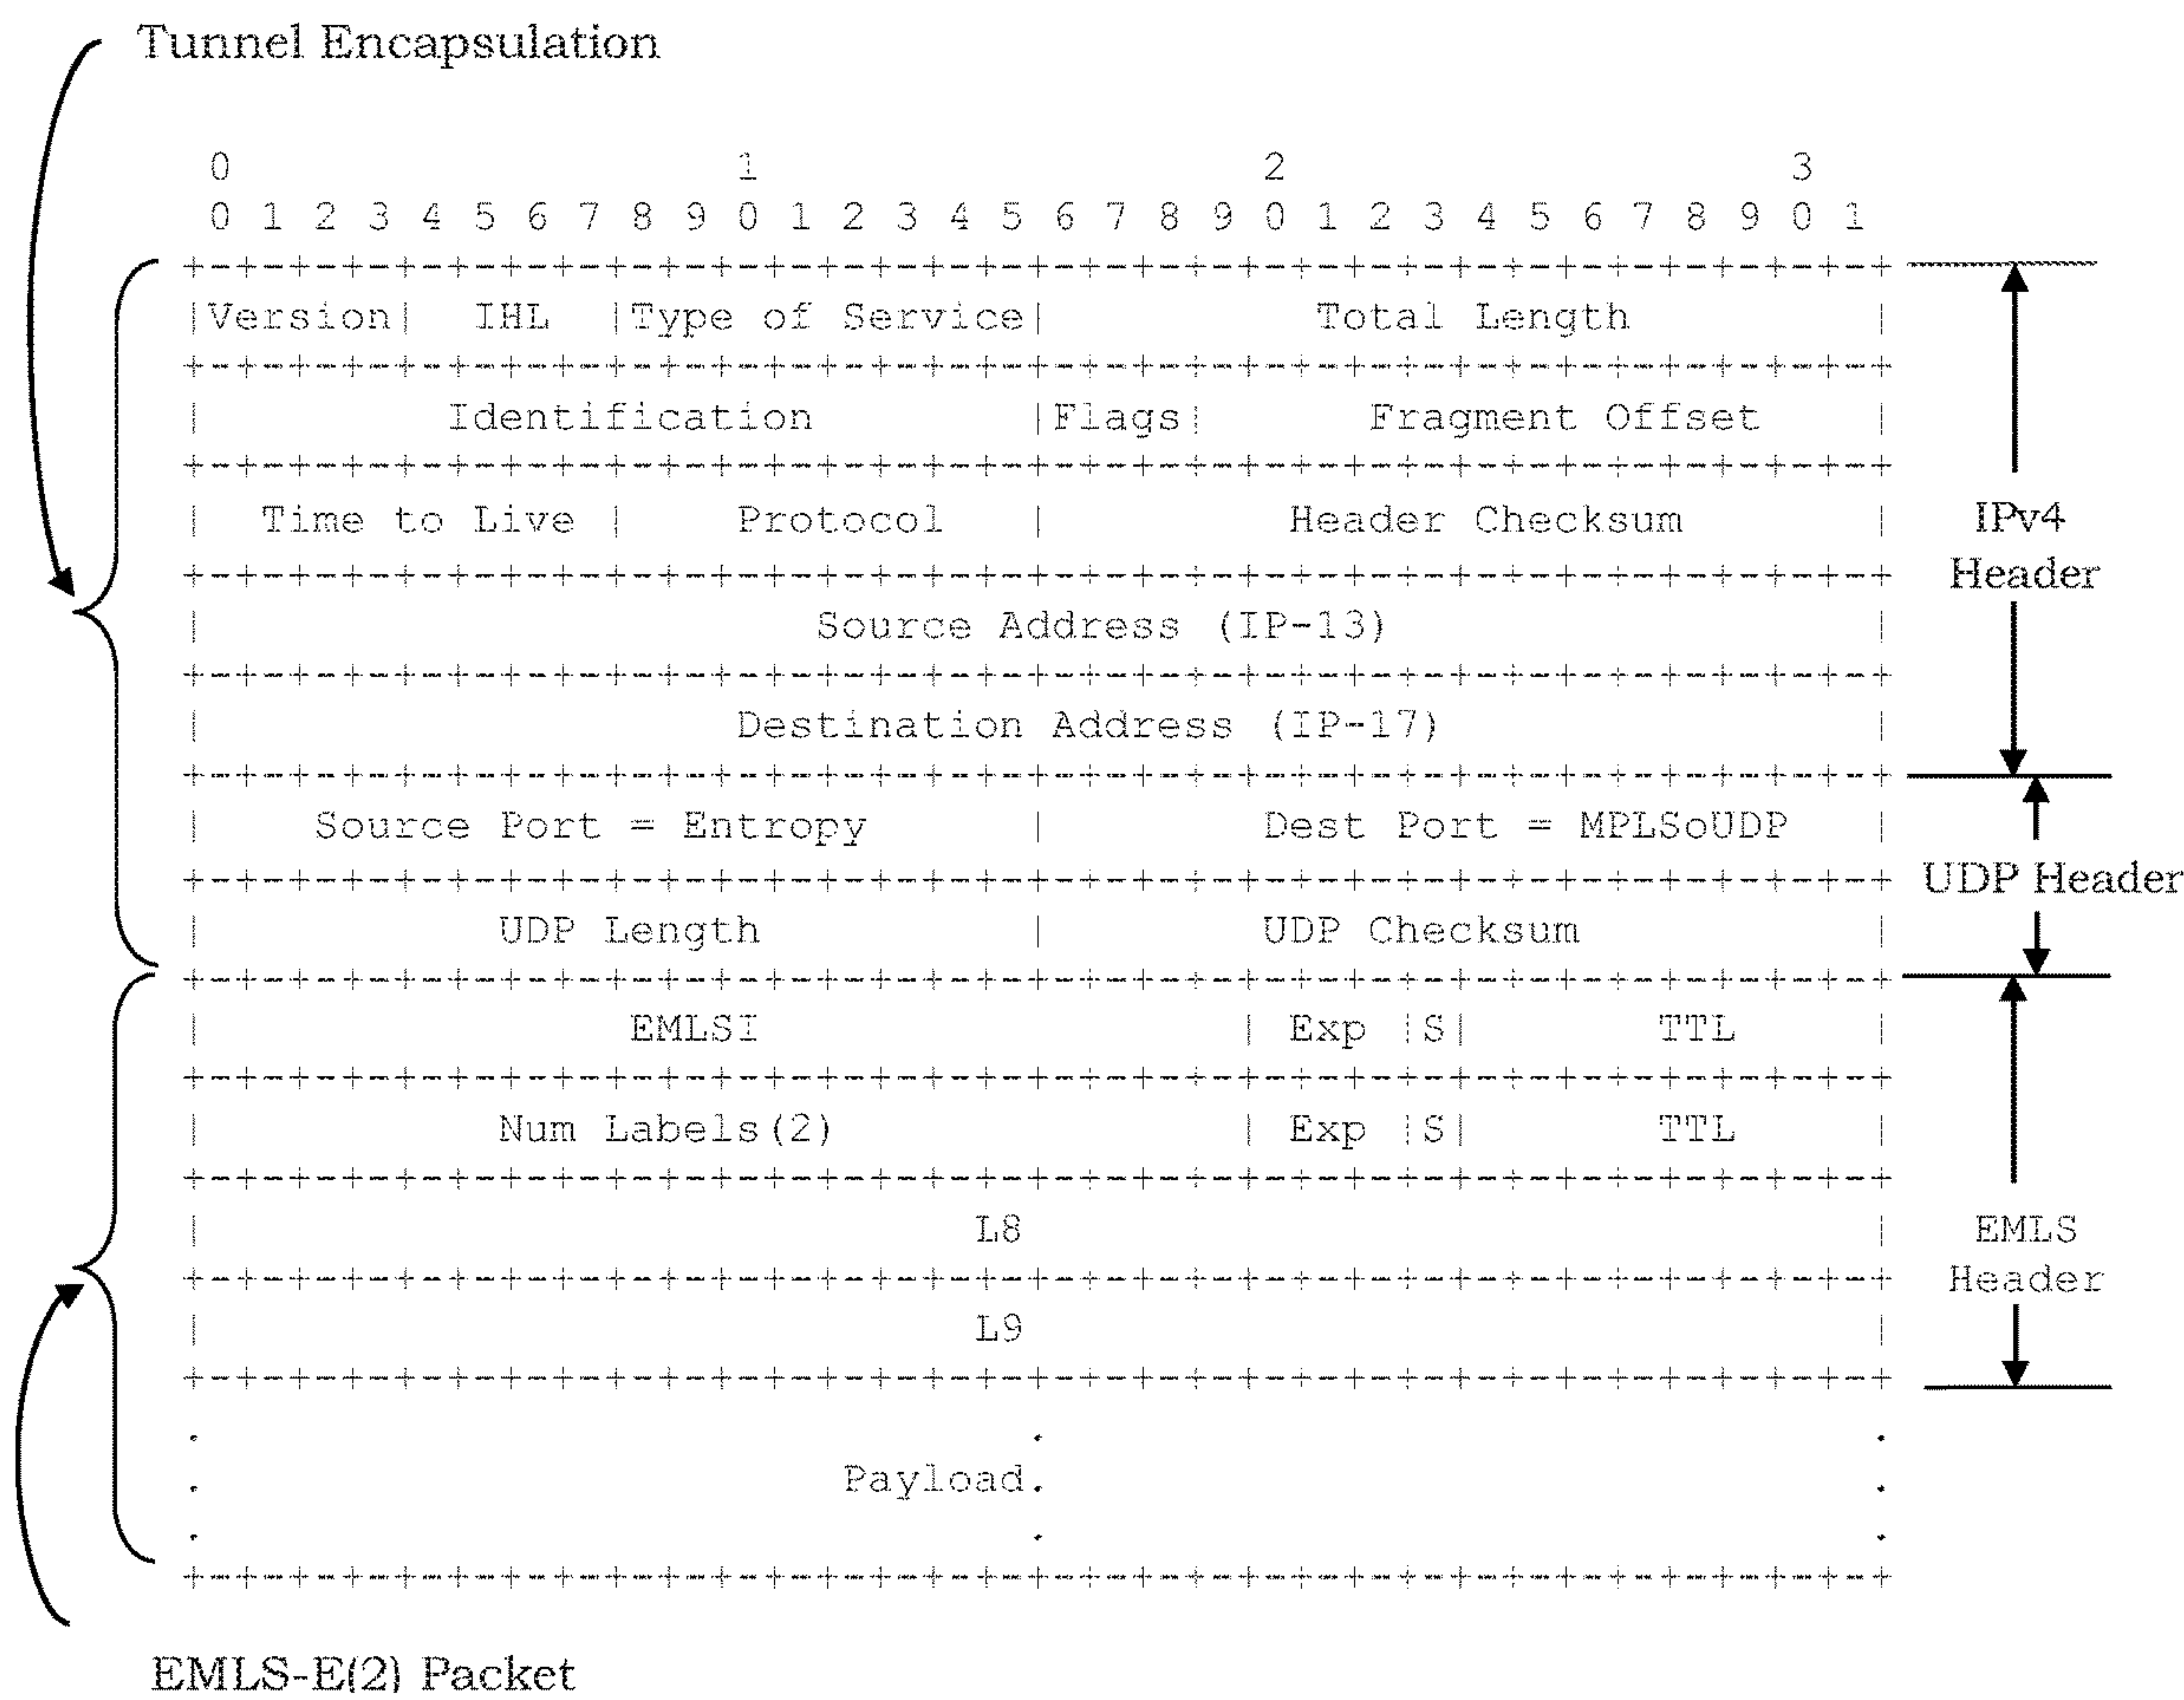 Tunnel Encapsulation
0 1 2 3
0 1 2 3 4 5 6 7 8 9 0 1 2 3 4 5 6 7 8 9 0 1 2 3 4 5 6 7 8 9 0 1
+-+-+-+-+-+-+-+-+-+-+-+-+-+-+-+-+-+-+-+-+-+-+-+-+-+-+-+-+-+-+-+-+
|Version| IHL |Type of Service| Total Length |
+-+-+-+-+-+-+-+-+-+-+-+-+-+-+-+-+-+-+-+-+-+-+-+-+-+-+-+-+-+-+-+-+
| Identification |Flags| Fragment Offset |
+-+-+-+-+-+-+-+-+-+-+-+-+-+-+-+-+-+-+-+-+-+-+-+-+-+-+-+-+-+-+-+-+
| Time to Live | Protocol | Header Checksum |
IPv4
Header
+-+-+-+-+-+-+-+-+-+-+-+-+-+-+-+-+-+-+-+-+-+-+-+-+-+-+-+-+-+-+-+-+
| Source Address (IP-13) |
+-+-+-+-+-+-+-+-+-+-+-+-+-+-+-+-+-+-+-+-+-+-+-+-+-+-+-+-+-+-+-+-+
| Destination Address (IP-17) |
+-+-+-+-+-+-+-+-+-+-+-+-+-+-+-+-+-+-+-+-+-+-+-+-+-+-+-+-+-+-+-+-+
| Source Port = Entropy | Dest Port = MPLSoUDP |
+-+-+-+-+-+-+-+-+-+-+-+-+-+-+-+-+-+-+-+-+-+-+-+-+-+-+-+-+-+-+-+-+
UDP Header
| UDP Length | UDP Checksum |
+-+-+-+-+-+-+-+-+-+-+-+-+-+-+-+-+-+-+-+-+-+-+-+-+-+-+-+-+-+-+-+-+
| EMLSI | Exp |S| TTL |
+-+-+-+-+-+-+-+-+-+-+-+-+-+-+-+-+-+-+-+-+-+-+-+-+-+-+-+-+-+-+-+-+
| Num Labels(2) | Exp |S| TTL |
+-+-+-+-+-+-+-+-+-+-+-+-+-+-+-+-+-+-+-+-+-+-+-+-+-+-+-+-+-+-+-+-+
| L8 |
EMLS
Header
+-+-+-+-+-+-+-+-+-+-+-+-+-+-+-+-+-+-+-+-+-+-+-+-+-+-+-+-+-+-+-+-+
| L9 |
+-+-+-+-+-+-+-+-+-+-+-+-+-+-+-+-+-+-+-+-+-+-+-+-+-+-+-+-+-+-+-+-+
. . .
. Payload. .
. . .
+-+-+-+-+-+-+-+-+-+-+-+-+-+-+-+-+-+-+-+-+-+-+-+-+-+-+-+-+-+-+-+-+
EMLS-E(2) Packet